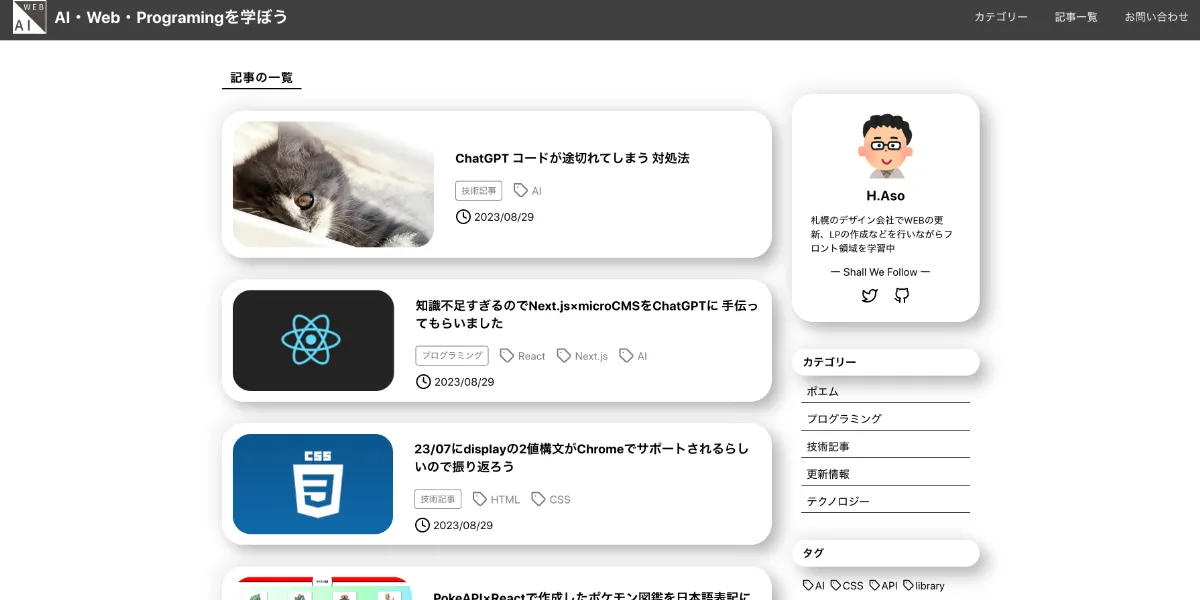 WEB
AI
AI・Web・Programingを学ぼう
カテゴリー
記事一覧
お問い合わせ
記事の一覧
ChatGPT コードが途切れてしまう 対処法
技術記事
AI
2023/08/29
知識不足すぎるのでNext.js×microCMSをChatGPTに 手伝っ
てもらいました
プログラミング
React
Next.js
AI
2023/08/29
CSS
23/07にdisplayの2値構文がChromeでサポートされるらし
いので振り返ろう
技術記事
HTML
CSS
2023/08/29
PokeAPI×Reactで作成したポケモン図鑑を日本語表記に
H.Aso
札幌のデザイン会社でWEBの更
新、LPの作成などを行いながらフ
ロント領域を学習中
ー Shall We Follow ー
カテゴリー
ポエム
プログラミング
技術記事
更新情報
テクノロジー
タグ
AI
CSS
API
library